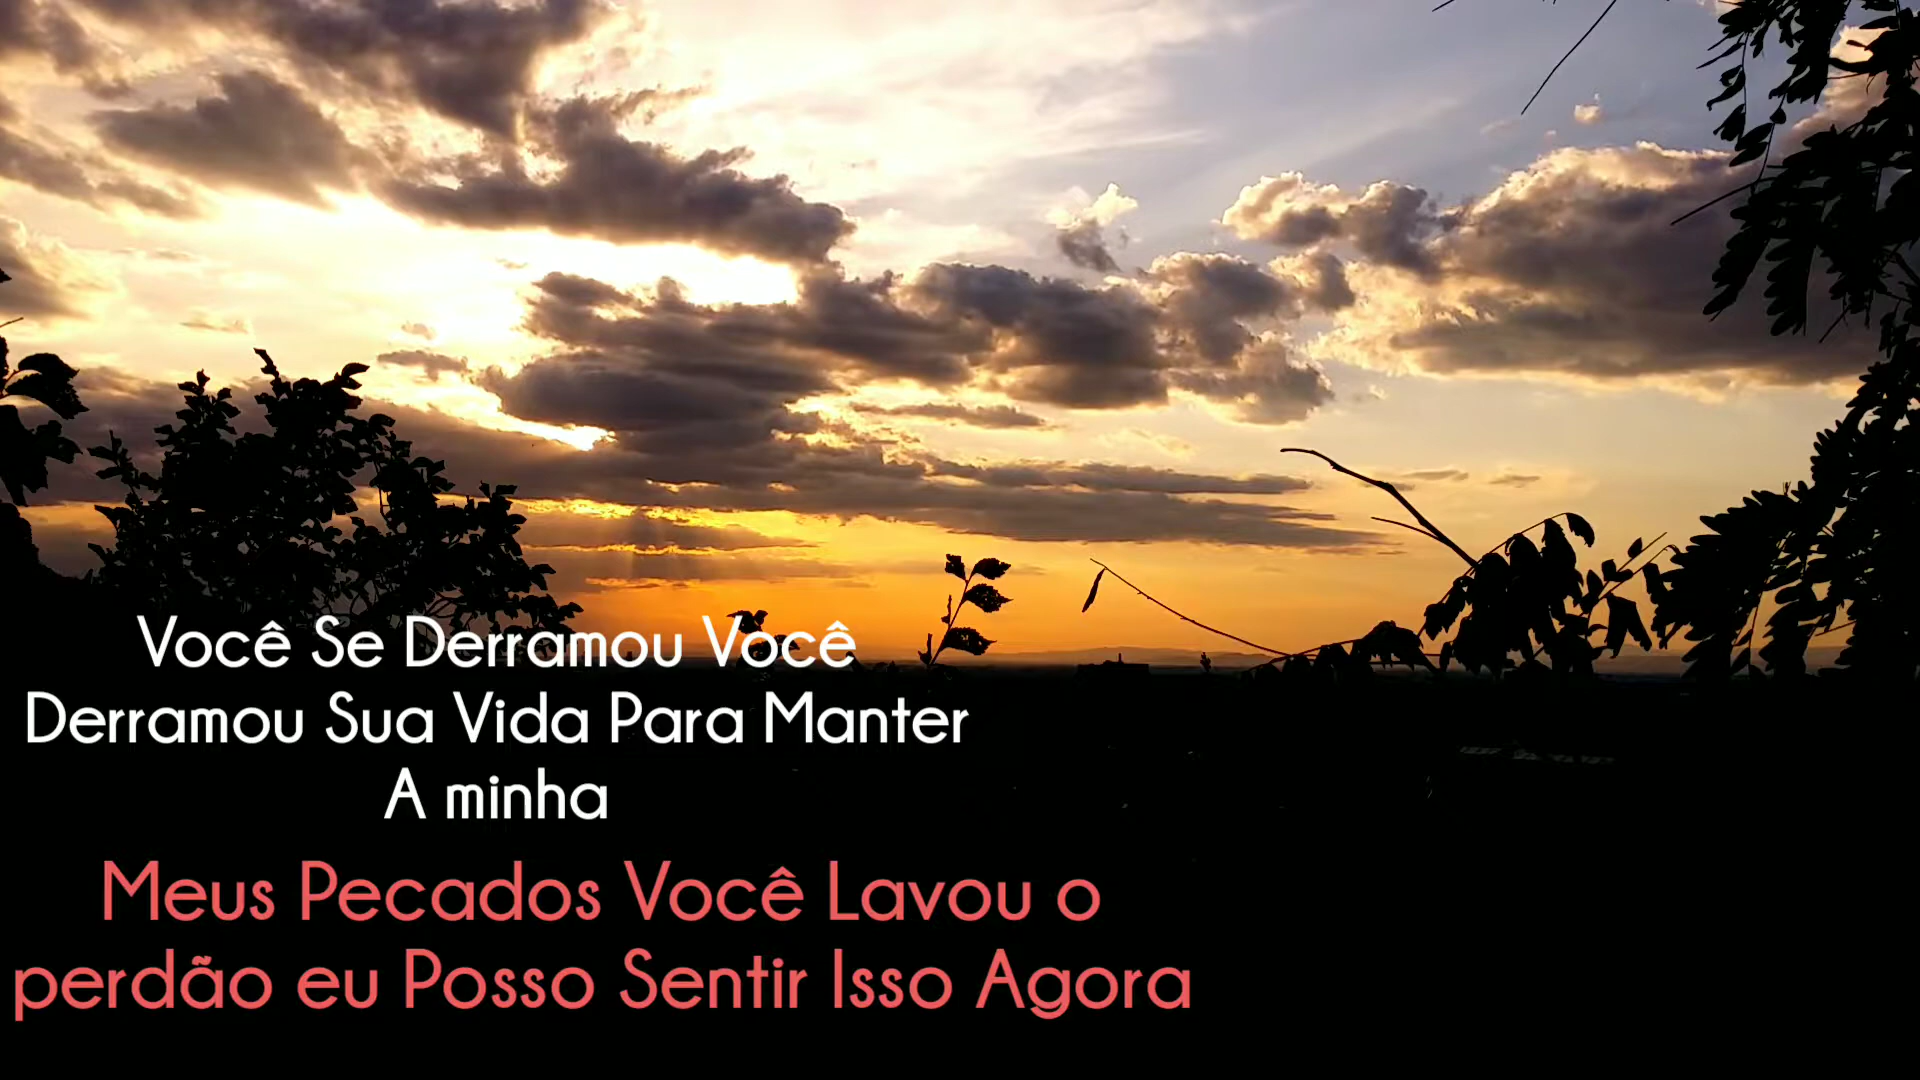 Você Se Derramou Você
Derramou Sua Vida Para Manter
A minha
Meus Pecados Você Lavou o
perdão eu Posso Sentir Isso Agora